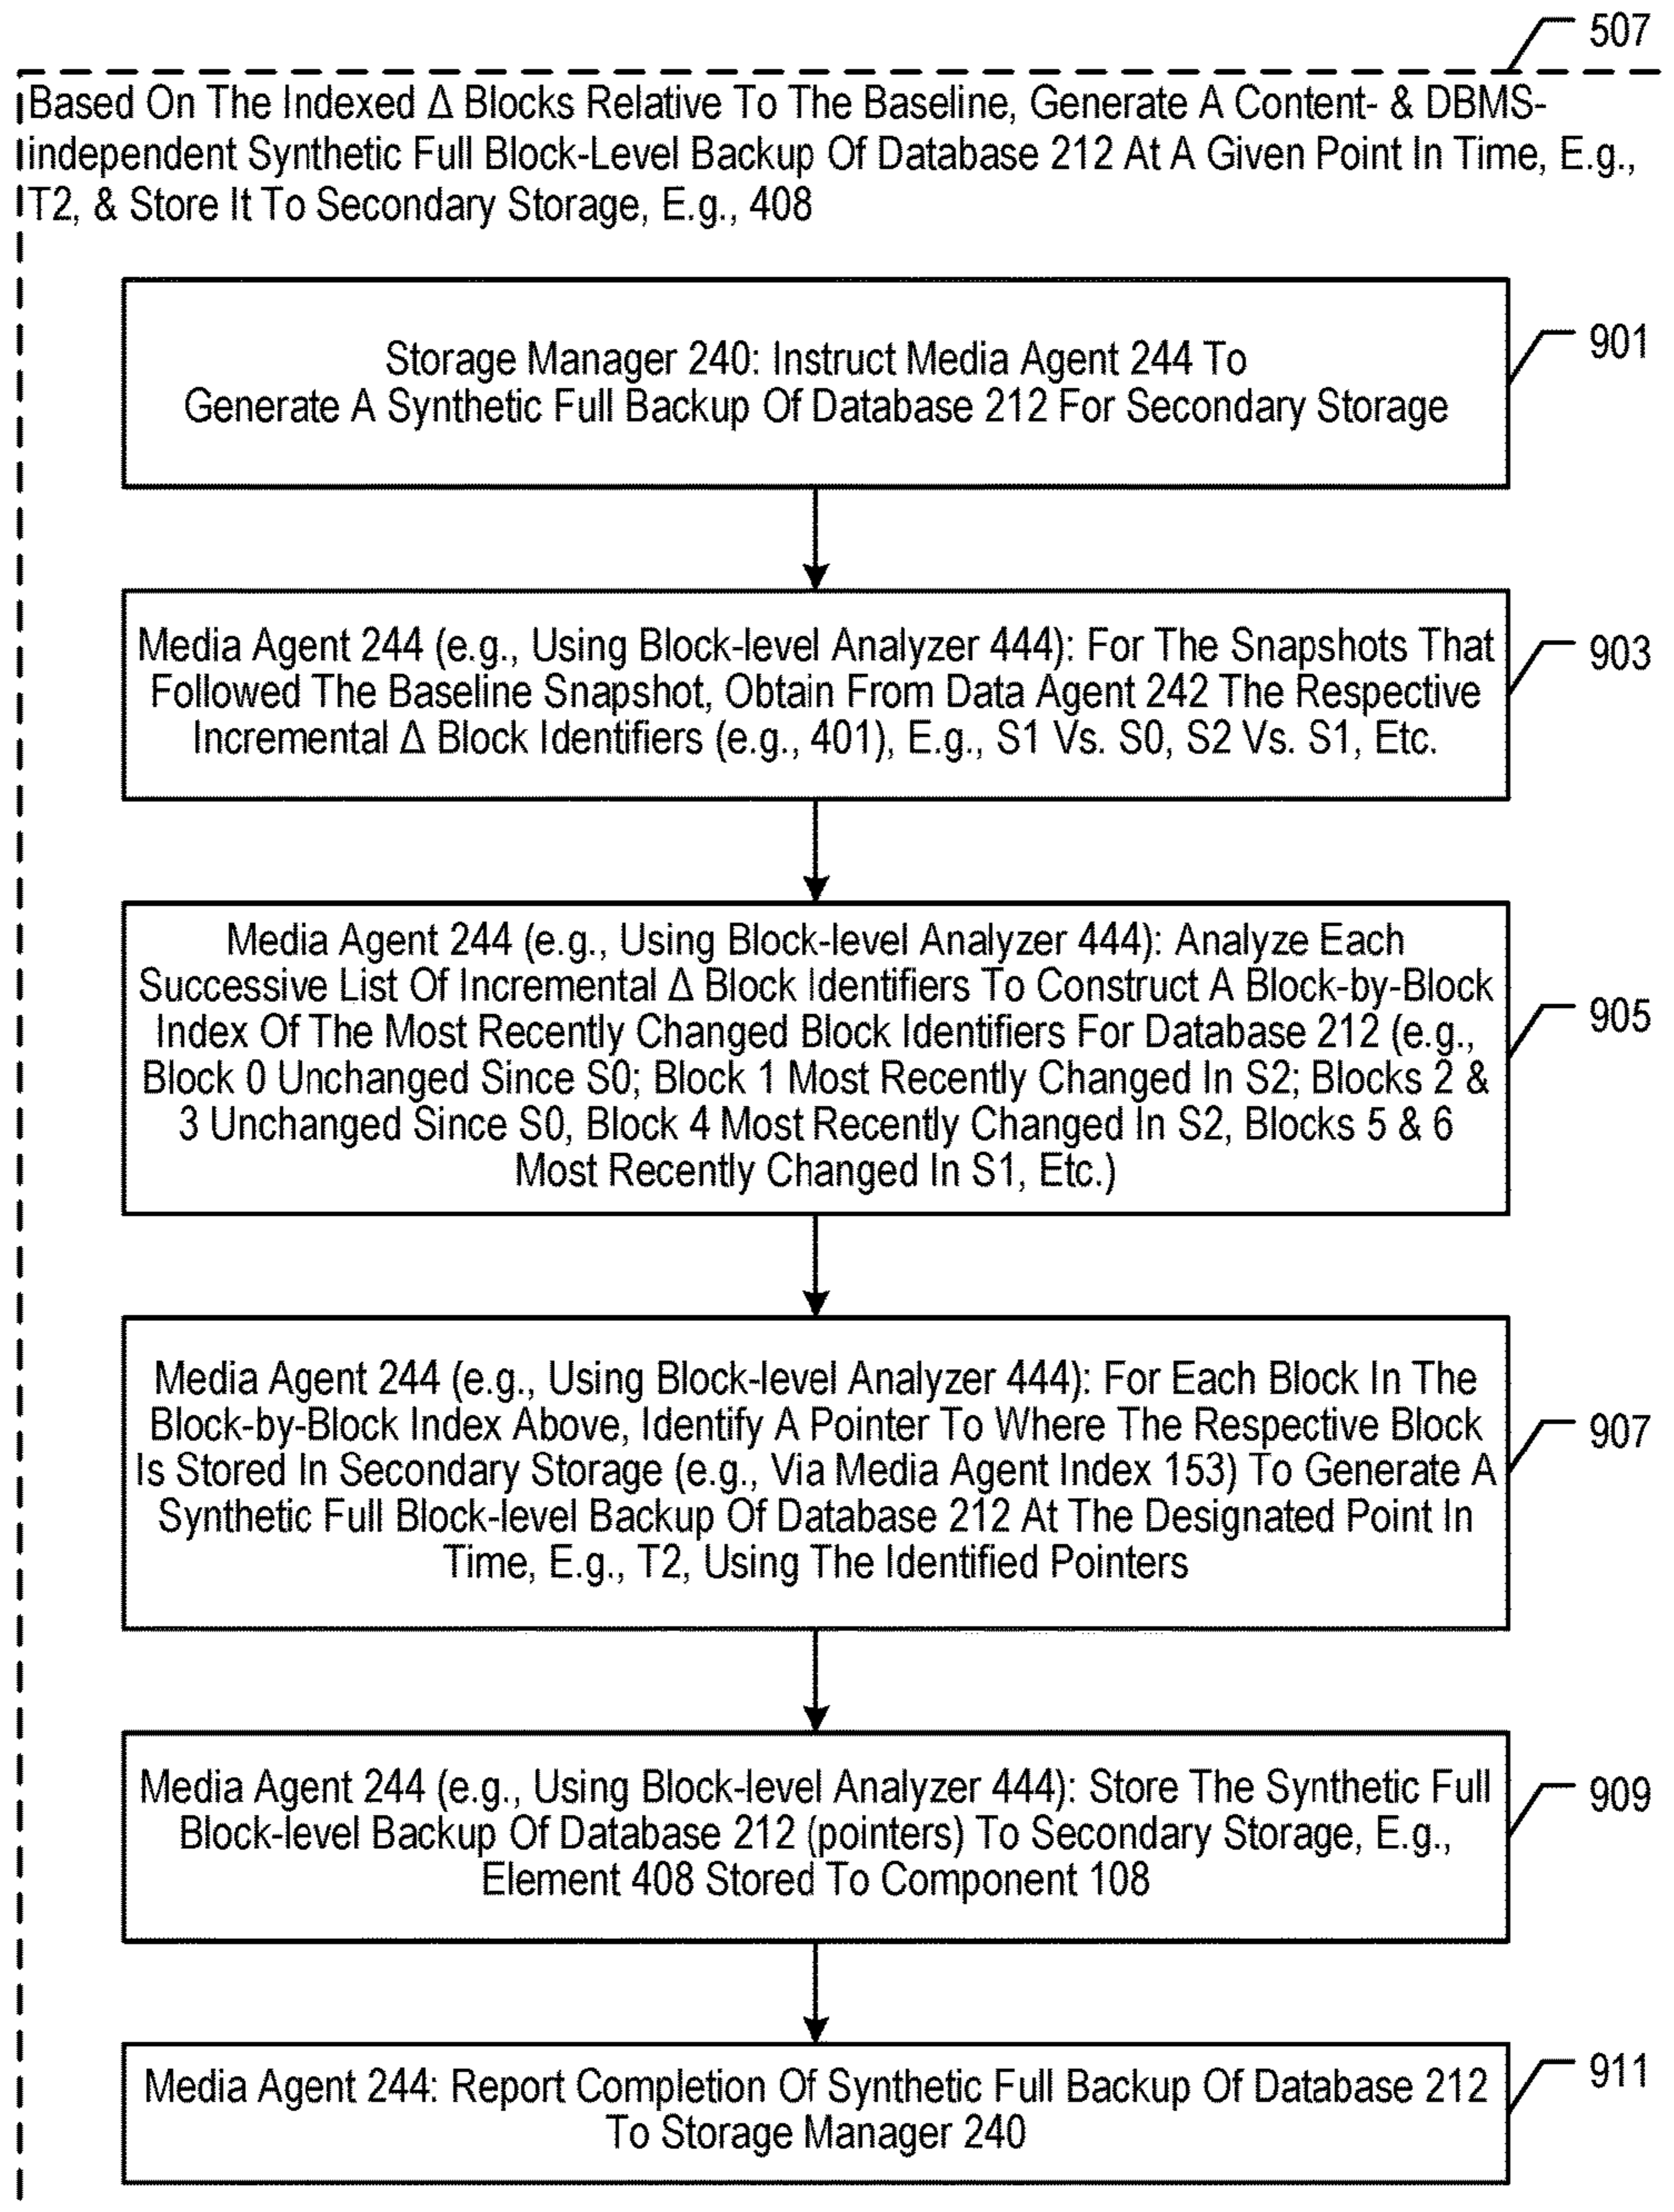 507
Based On The Indexed Δ Blocks Relative To The Baseline, Generate A Content- & DBMS-
independent Synthetic Full Block-Level Backup Of Database 212 At A Given Point In Time, E.g.,
T2, & Store It To Secondary Storage, E.g., 408
Storage Manager 240: Instruct Media Agent 244 To
Generate A Synthetic Full Backup Of Database 212 For Secondary Storage
901
Media Agent 244 (e.g., Using Block-level Analyzer 444): For The Snapshots That
Followed The Baseline Snapshot, Obtain From Data Agent 242 The Respective
Incremental Δ Block Identifiers (e.g., 401), E.g., S1 Vs. S0, S2 Vs. S1, Etc.
903
Media Agent 244 (e.g., Using Block-level Analyzer 444): Analyze Each
Successive List Of Incremental Δ Block Identifiers To Construct A Block-by-Block
Index Of The Most Recently Changed Block Identifiers For Database 212 (e.g.,
Block 0 Unchanged Since S0; Block 1 Most Recently Changed In S2; Blocks 2 &
3 Unchanged Since S0, Block 4 Most Recently Changed In S2, Blocks 5 & 6
Most Recently Changed In S1, Etc.)
905
Media Agent 244 (e.g., Using Block-level Analyzer 444): For Each Block In The
Block-by-Block Index Above, Identify A Pointer To Where The Respective Block
Is Stored In Secondary Storage (e.g., Via Media Agent Index 153) To Generate A
Synthetic Full Block-level Backup Of Database 212 At The Designated Point In
Time, E.g., T2, Using The Identified Pointers
907
Media Agent 244 (e.g., Using Block-level Analyzer 444): Store The Synthetic Full
Block-level Backup Of Database 212 (pointers) To Secondary Storage, E.g.,
Element 408 Stored To Component 108
909
Media Agent 244: Report Completion Of Synthetic Full Backup Of Database 212
To Storage Manager 240
911